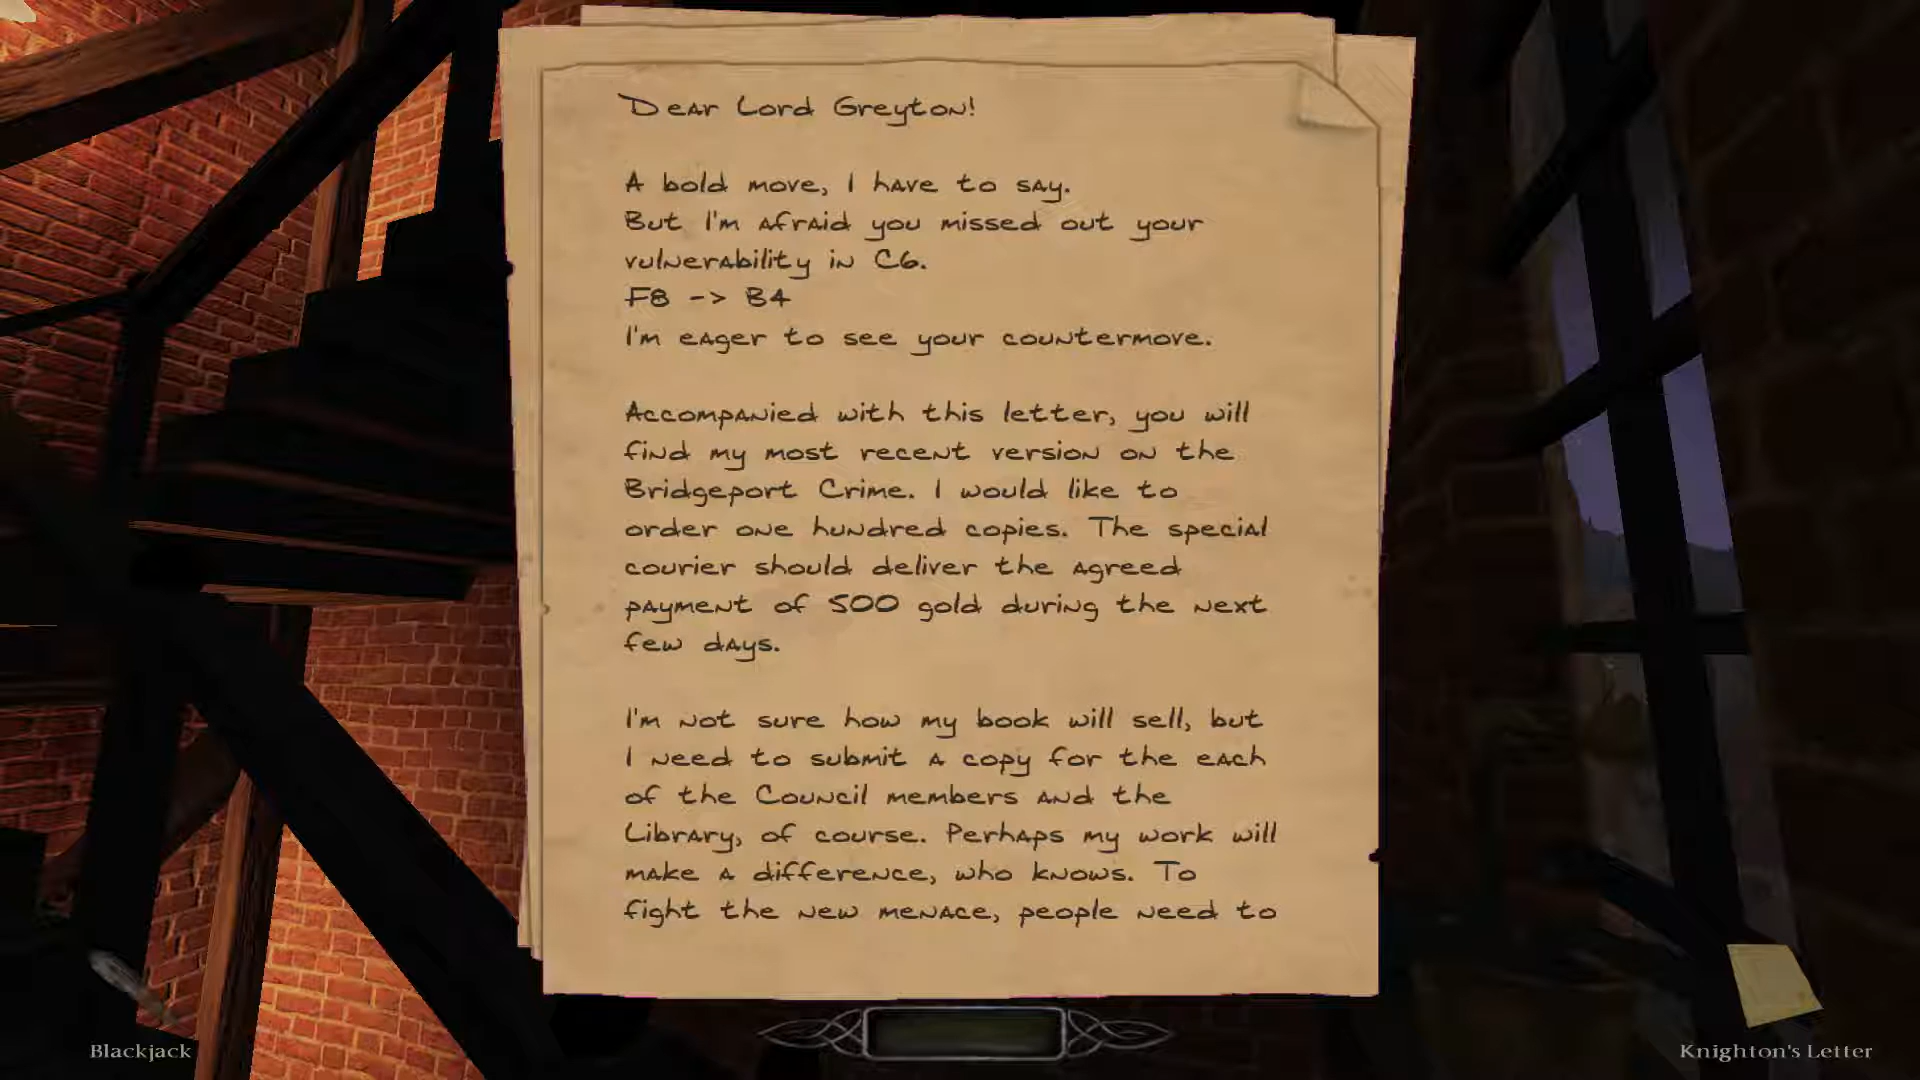 Dear Lord Greyton!
A bold move, I have to say.
But I'm afraid you missed out your
vulnerability in C6.
F8 -> B4
I'm eager to see your countermove.
Accompanied with this letter, you will
find my most recent version on the
Bridgeport Crime. I would like to
order one hundred copies. The special
courier should deliver the agreed
payment of 500 gold during the next
few days.
I'm not sure how my book will sell, but
I need to submit a copy for the each
of the Council members and the
Library, of course. Perhaps my work will
make a difference, who knows. To
fight the new menace, people need to
Blackjack
Knighton's Letter